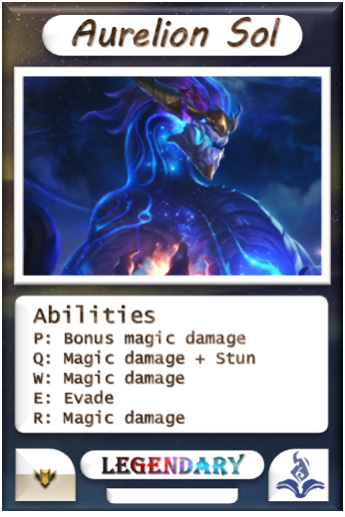 Aurelion Sol
Abilities
P: Bonus magic damage
Q: Magic damage + Stun
W: Magic damage
E: Evade
R: Magic damage
LEGENDARY